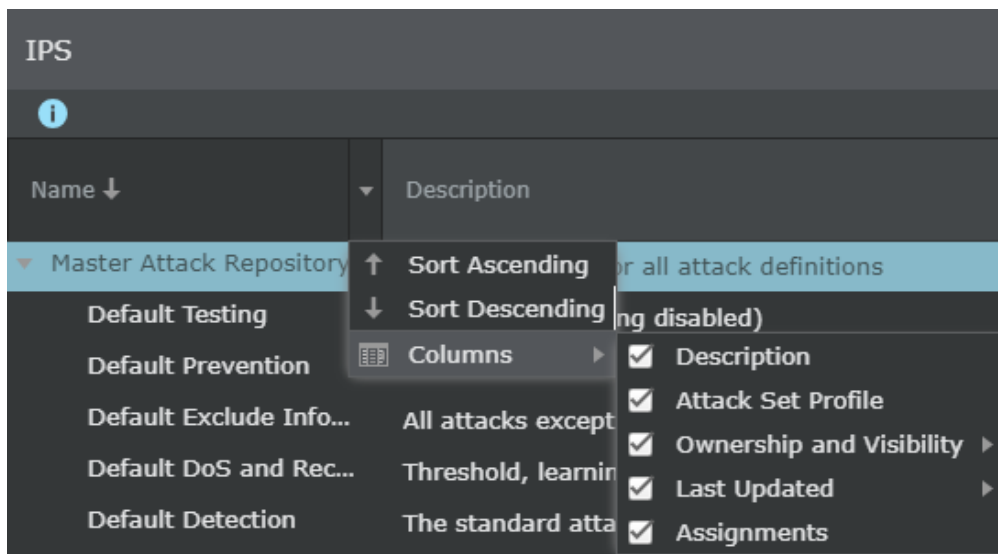 IPS
Name Description
Master Attack Repository or all attack definitions
Sort Ascending
Sort Descending
Columns
Default Testing ng disabled)
Default Prevention
Default Exclude Info... All attacks except
Default DoS and Rec... Threshold, learnin
Default Detection The standard atta
Description
Attack Set Profile
Ownership and Visibility
Last Updated
Assignments